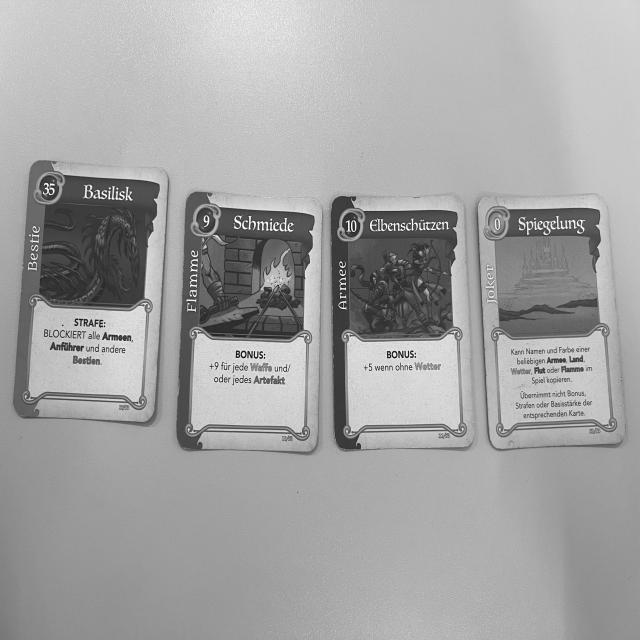 35
Basilisk
Bestie
STRAFE:
BLOCKIERT alle Armeen,
Anführer und andere
Bestien.
9
Schmiede
Flamme
BONUS:
+9 für jede Waffe und/
oder jedes Artefakt
10
Elbenschützen
Armee
BONUS:
+5 wenn ohne Wetter
0
Spiegelung
Joker
Kann Namen und Farbe einer
beliebigen Armee, Land,
Wetter, Flut oder Flamme im
Spiel kopieren.
Übernimmt nicht Bonus,
Strafen oder Basisstärke der
entsprechenden Karte.